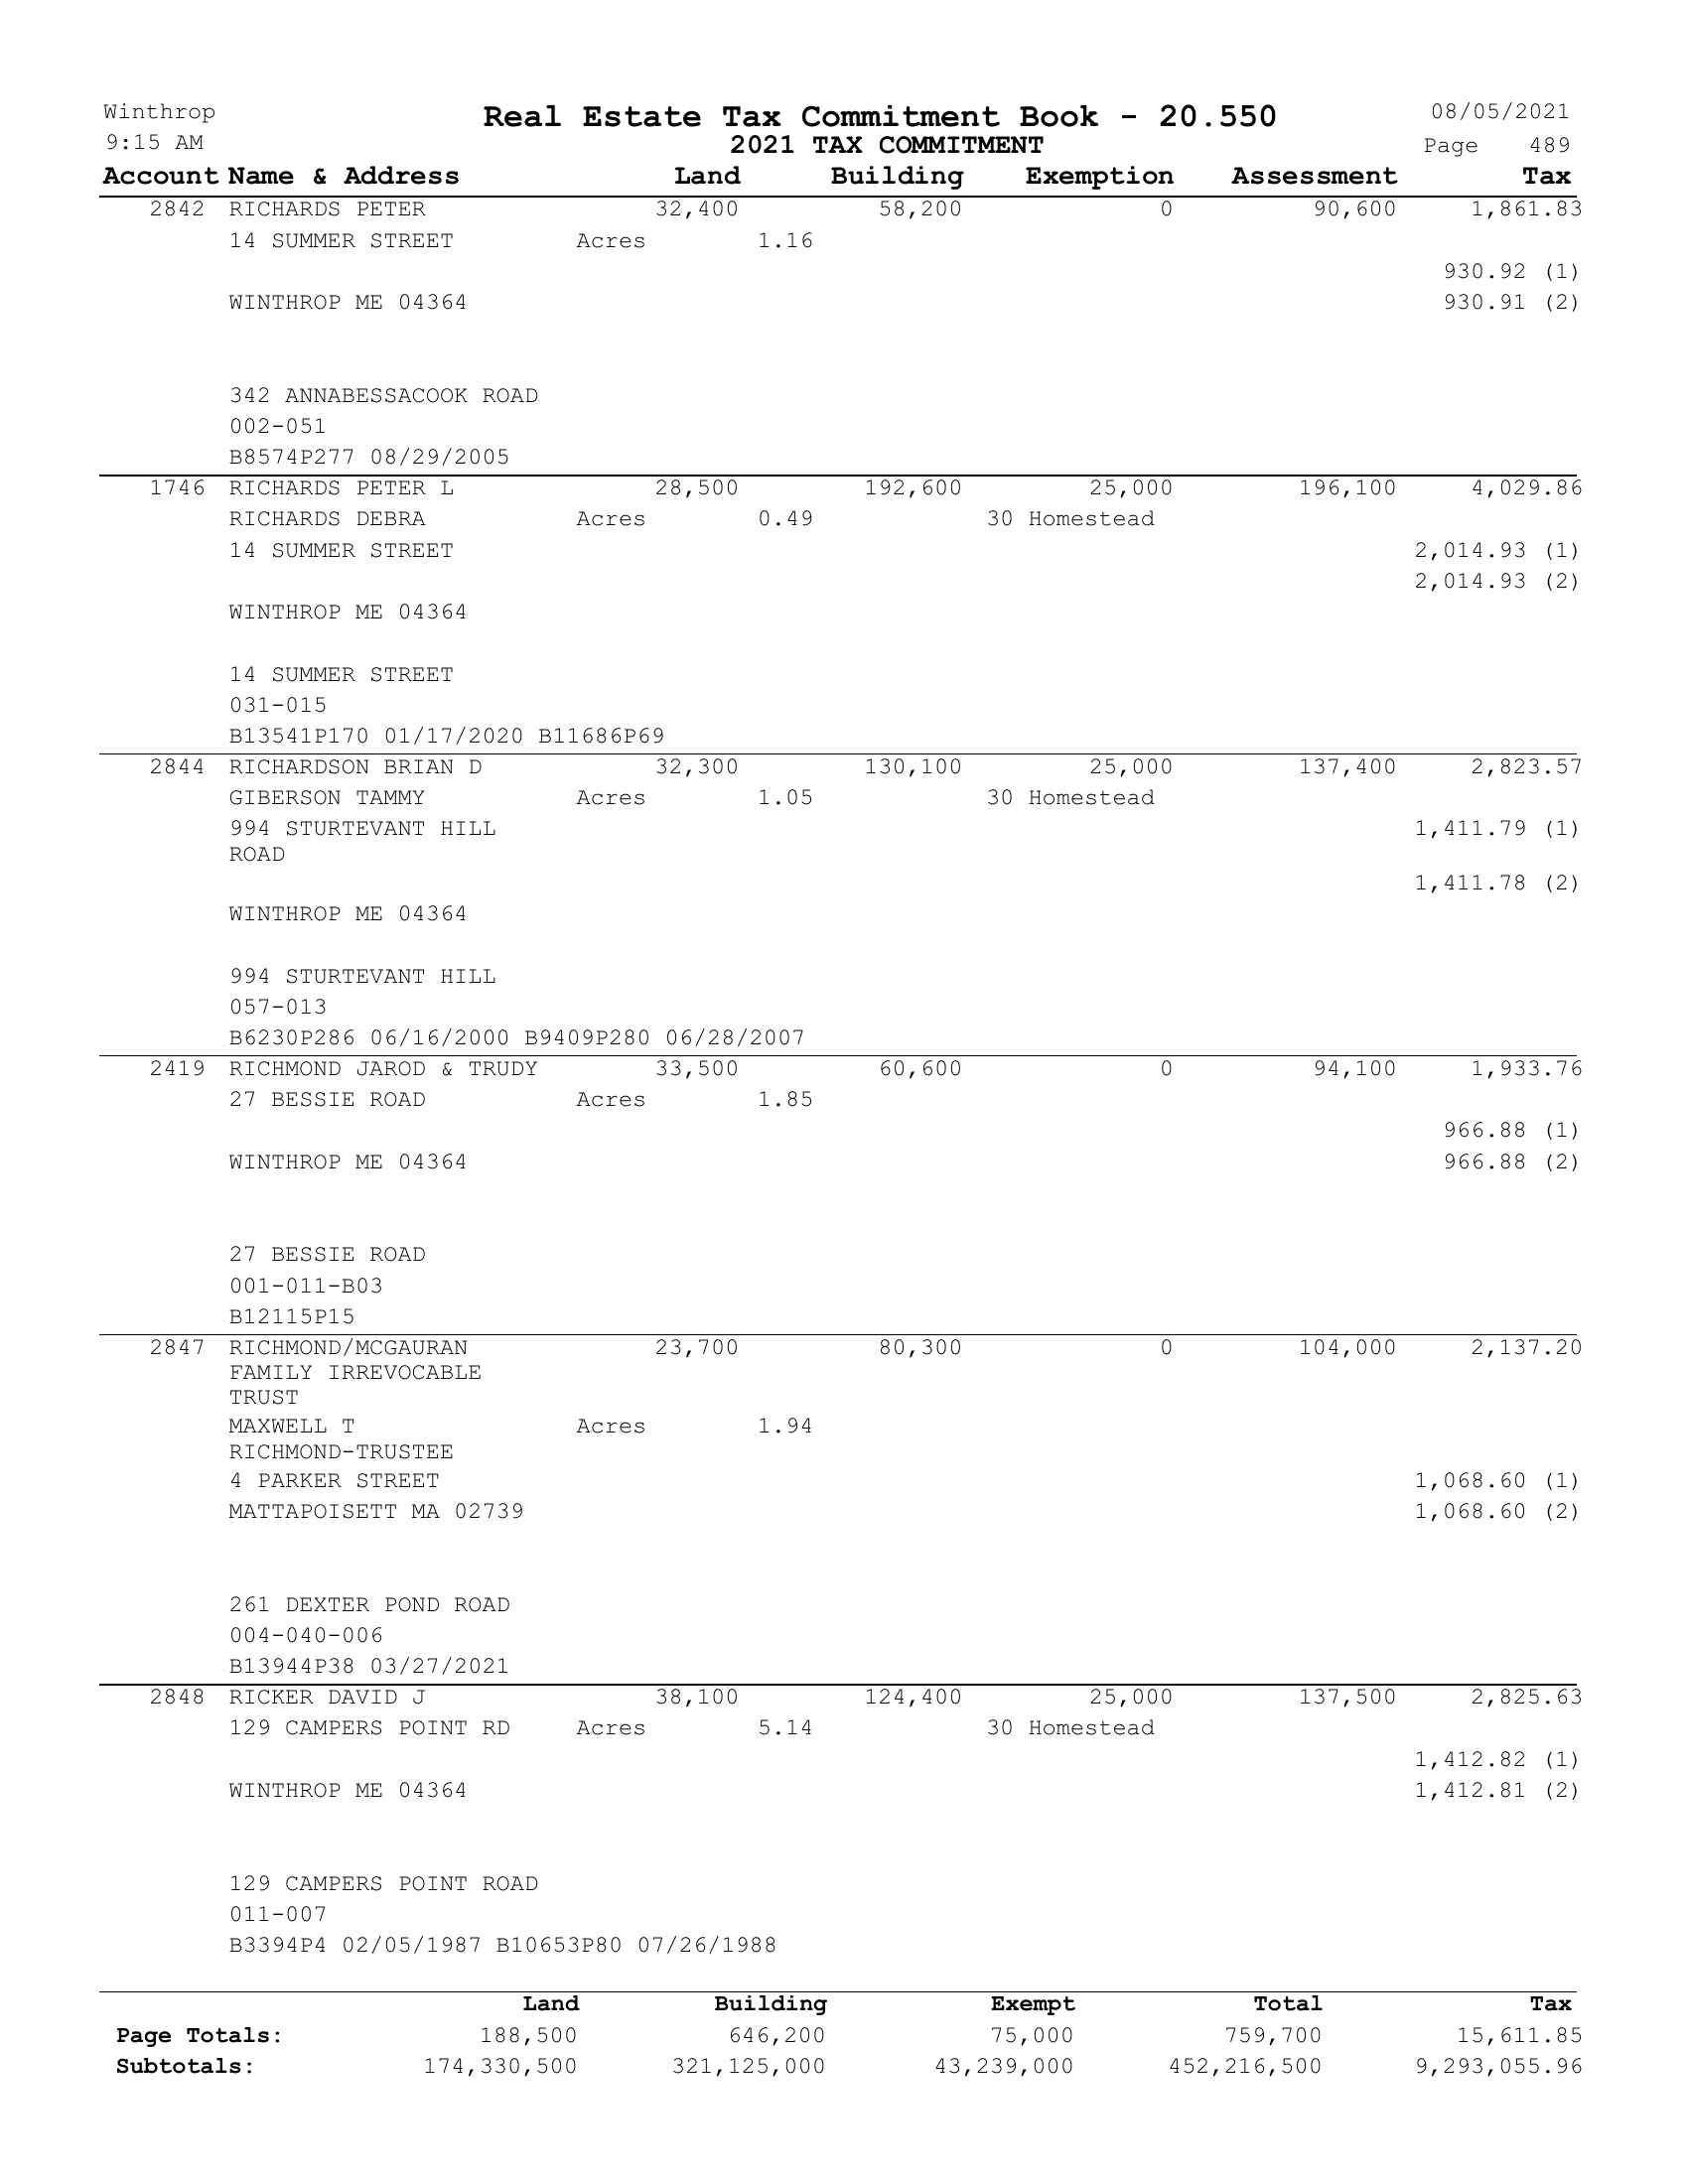 Winthrop Real Estate Tax Commitment Book - 20.550 08/05/2021
9:15 AM 2021 TAX COMMITMENT Page 489
Account Name & Address Land Building Exemption Assessment Tax
2842 RICHARDS PETER 32,400 58,200 0 90,600 1,861.83
14 SUMMER STREET Acres 1.16
930.92 (1)
WINTHROP ME 04364 930.91 (2)
342 ANNABESSACOOK ROAD
002-051
B8574P277 08/29/2005
1746 RICHARDS PETER L 28,500 192,600 25,000 196,100 4,029.86
RICHARDS DEBRA Acres 0.49 30 Homestead
14 SUMMER STREET 2,014.93 (1)
2,014.93 (2)
WINTHROP ME 04364
14 SUMMER STREET
031-015
B13541P170 01/17/2020 B11686P69
2844 RICHARDSON BRIAN D 32,300 130,100 25,000 137,400 2,823.57
GIBERSON TAMMY Acres 1.05 30 Homestead
994 STURTEVANT HILL 1,411.79 (1)
ROAD
1,411.78 (2)
WINTHROP ME 04364
994 STURTEVANT HILL
057-013
B6230P286 06/16/2000 B9409P280 06/28/2007
2419 RICHMOND JAROD & TRUDY 33,500 60,600 0 94,100 1,933.76
27 BESSIE ROAD Acres 1.85
966.88 (1)
WINTHROP ME 04364 966.88 (2)
27 BESSIE ROAD
001-011-B03
B12115P15
2847 RICHMOND/MCGAURAN 23,700 80,300 0 104,000 2,137.20
FAMILY IRREVOCABLE
TRUST
MAXWELL T Acres 1.94
RICHMOND-TRUSTEE
4 PARKER STREET 1,068.60 (1)
MATTAPOISETT MA 02739 1,068.60 (2)
261 DEXTER POND ROAD
004-040-006
B13944P38 03/27/2021
2848 RICKER DAVID J 38,100 124,400 25,000 137,500 2,825.63
129 CAMPERS POINT RD Acres 5.14 30 Homestead
1,412.82 (1)
WINTHROP ME 04364 1,412.81 (2)
129 CAMPERS POINT ROAD
011-007
B3394P4 02/05/1987 B10653P80 07/26/1988
Land Building Exempt Total Tax
Page Totals: 188,500 646,200 75,000 759,700 15,611.85
Subtotals: 174,330,500 321,125,000 43,239,000 452,216,500 9,293,055.96